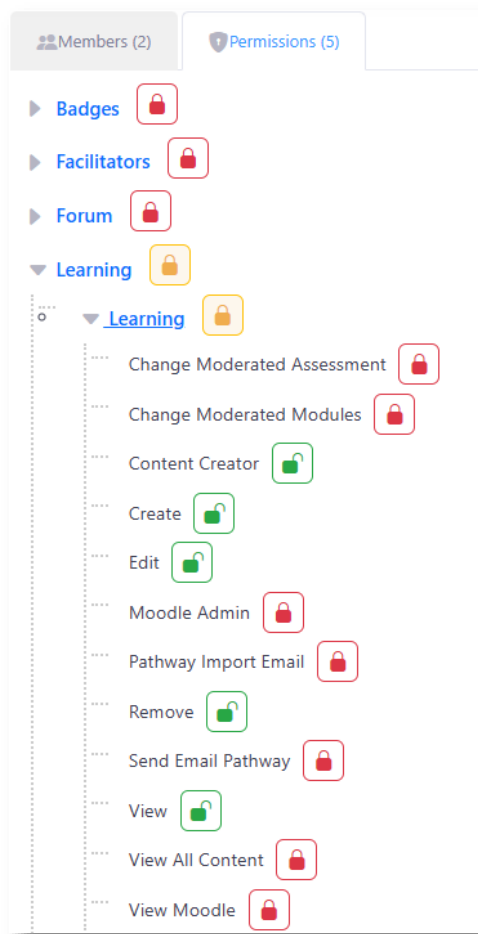 Members (2) Permissions (5)
Badges
Facilitators
Forum
Learning
Learning
Change Moderated Assessment
Change Moderated Modules
Content Creator
Create
Edit
Moodle Admin
Pathway Import Email
Remove
Send Email Pathway
View
View All Content
View Moodle